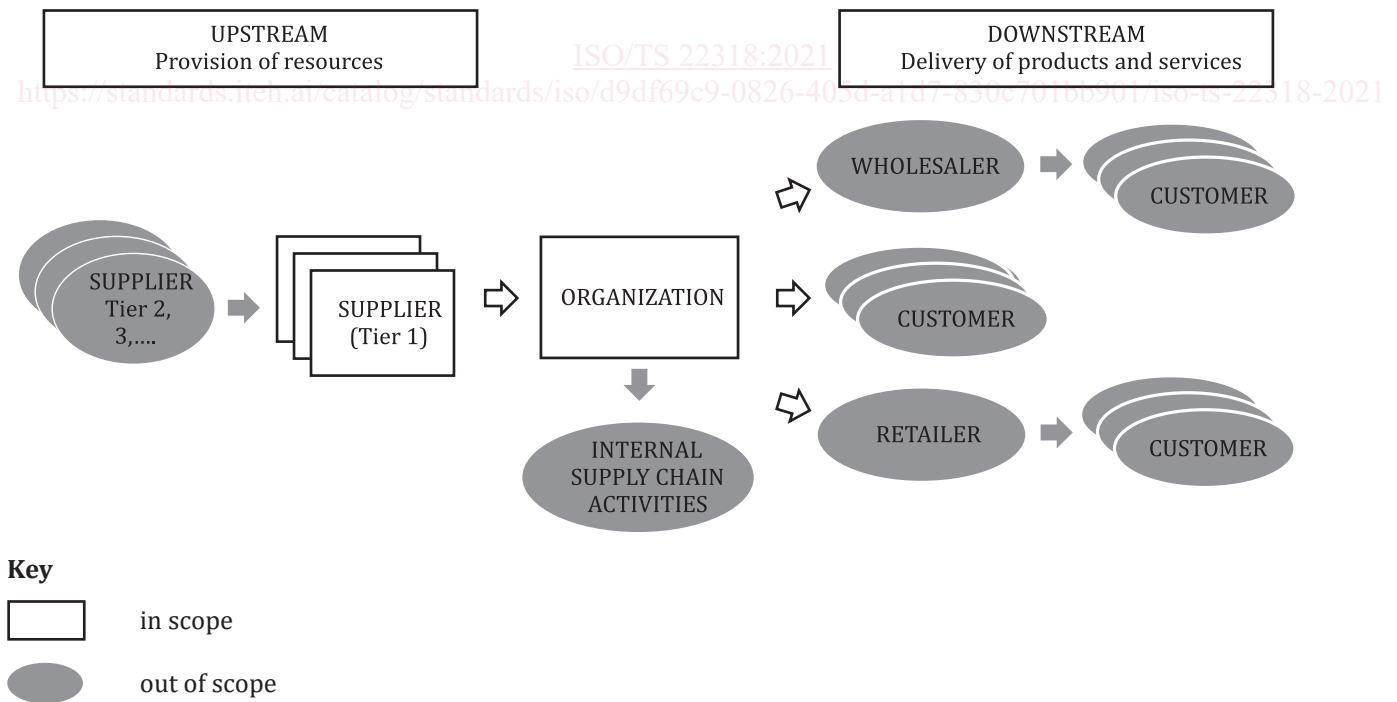 UPSTREAM
Provision of resources
DOWNSTREAM
Delivery of products and services
ISO/TS 22318:2021
https://standards.iteh.ai/catalog/standards/iso/d9df69c9-0826-405d-a1d7-830c701bb901/iso-ts-22318-2021
WHOLESALER
CUSTOMER
SUPPLIER
Tier 2,
3,....
SUPPLIER
(Tier 1)
ORGANIZATION
CUSTOMER
INTERNAL
SUPPLY CHAIN
ACTIVITIES
RETAILER
CUSTOMER
Key
in scope
out of scope